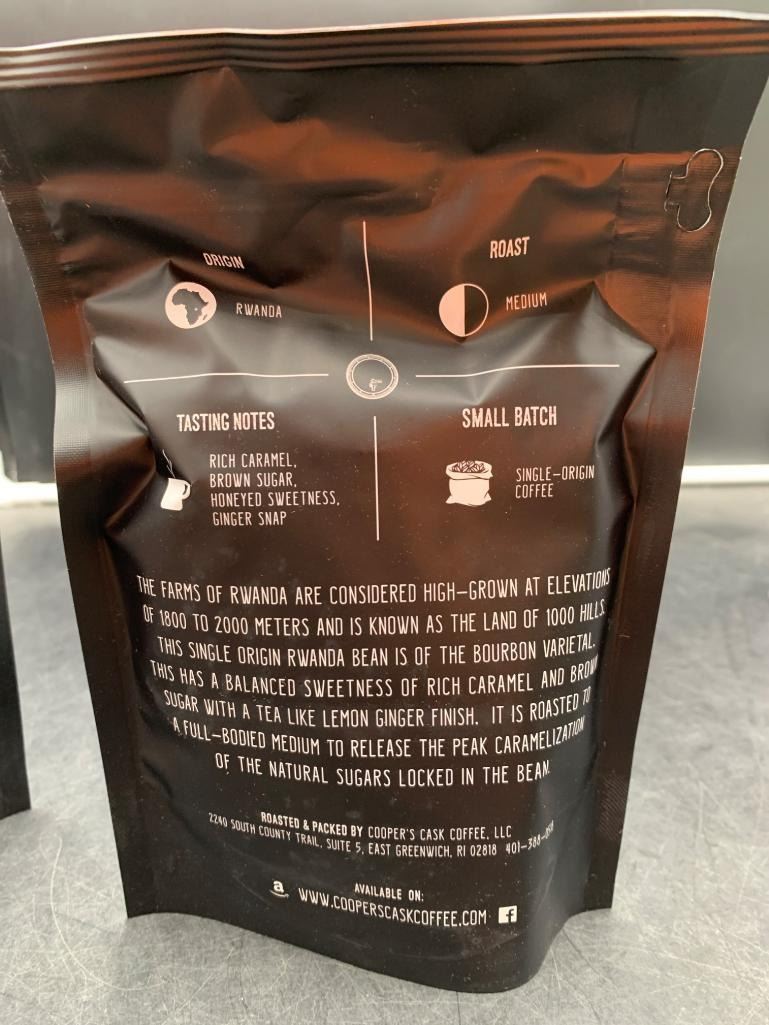 ORIGIN
RWANDA
ROAST
MEDIUM
TASTING NOTES
RICH CARAMEL,
BROWN SUGAR,
HONEYED SWEETNESS,
GINGER SNAP
SMALL BATCH
SINGLE-ORIGIN
COFFEE
THE FARMS OF RWANDA ARE CONSIDERED HIGH-GROWN AT ELEVATIONS
OF 1800 TO 2000 METERS AND IS KNOWN AS THE LAND OF 1000 HILLS.
THIS SINGLE ORIGIN RWANDA BEAN IS OF THE BOURBON VARIETAL.
THIS HAS A BALANCED SWEETNESS OF RICH CARAMEL AND BROWN
SUGAR WITH A TEA LIKE LEMON GINGER FINISH. IT IS ROASTED TO
A FULL-BODIED MEDIUM TO RELEASE THE PEAK CARAMELIZATION
OF THE NATURAL SUGARS LOCKED IN THE BEAN.
ROASTED & PACKED BY COOPER'S CASK COFFEE, LLC
2240 SOUTH COUNTY TRAIL, SUITE 5, EAST GREENWICH, RI 02818
AVAILABLE ON:
a WWW.COOPERSCASKCOFFEE.COM f